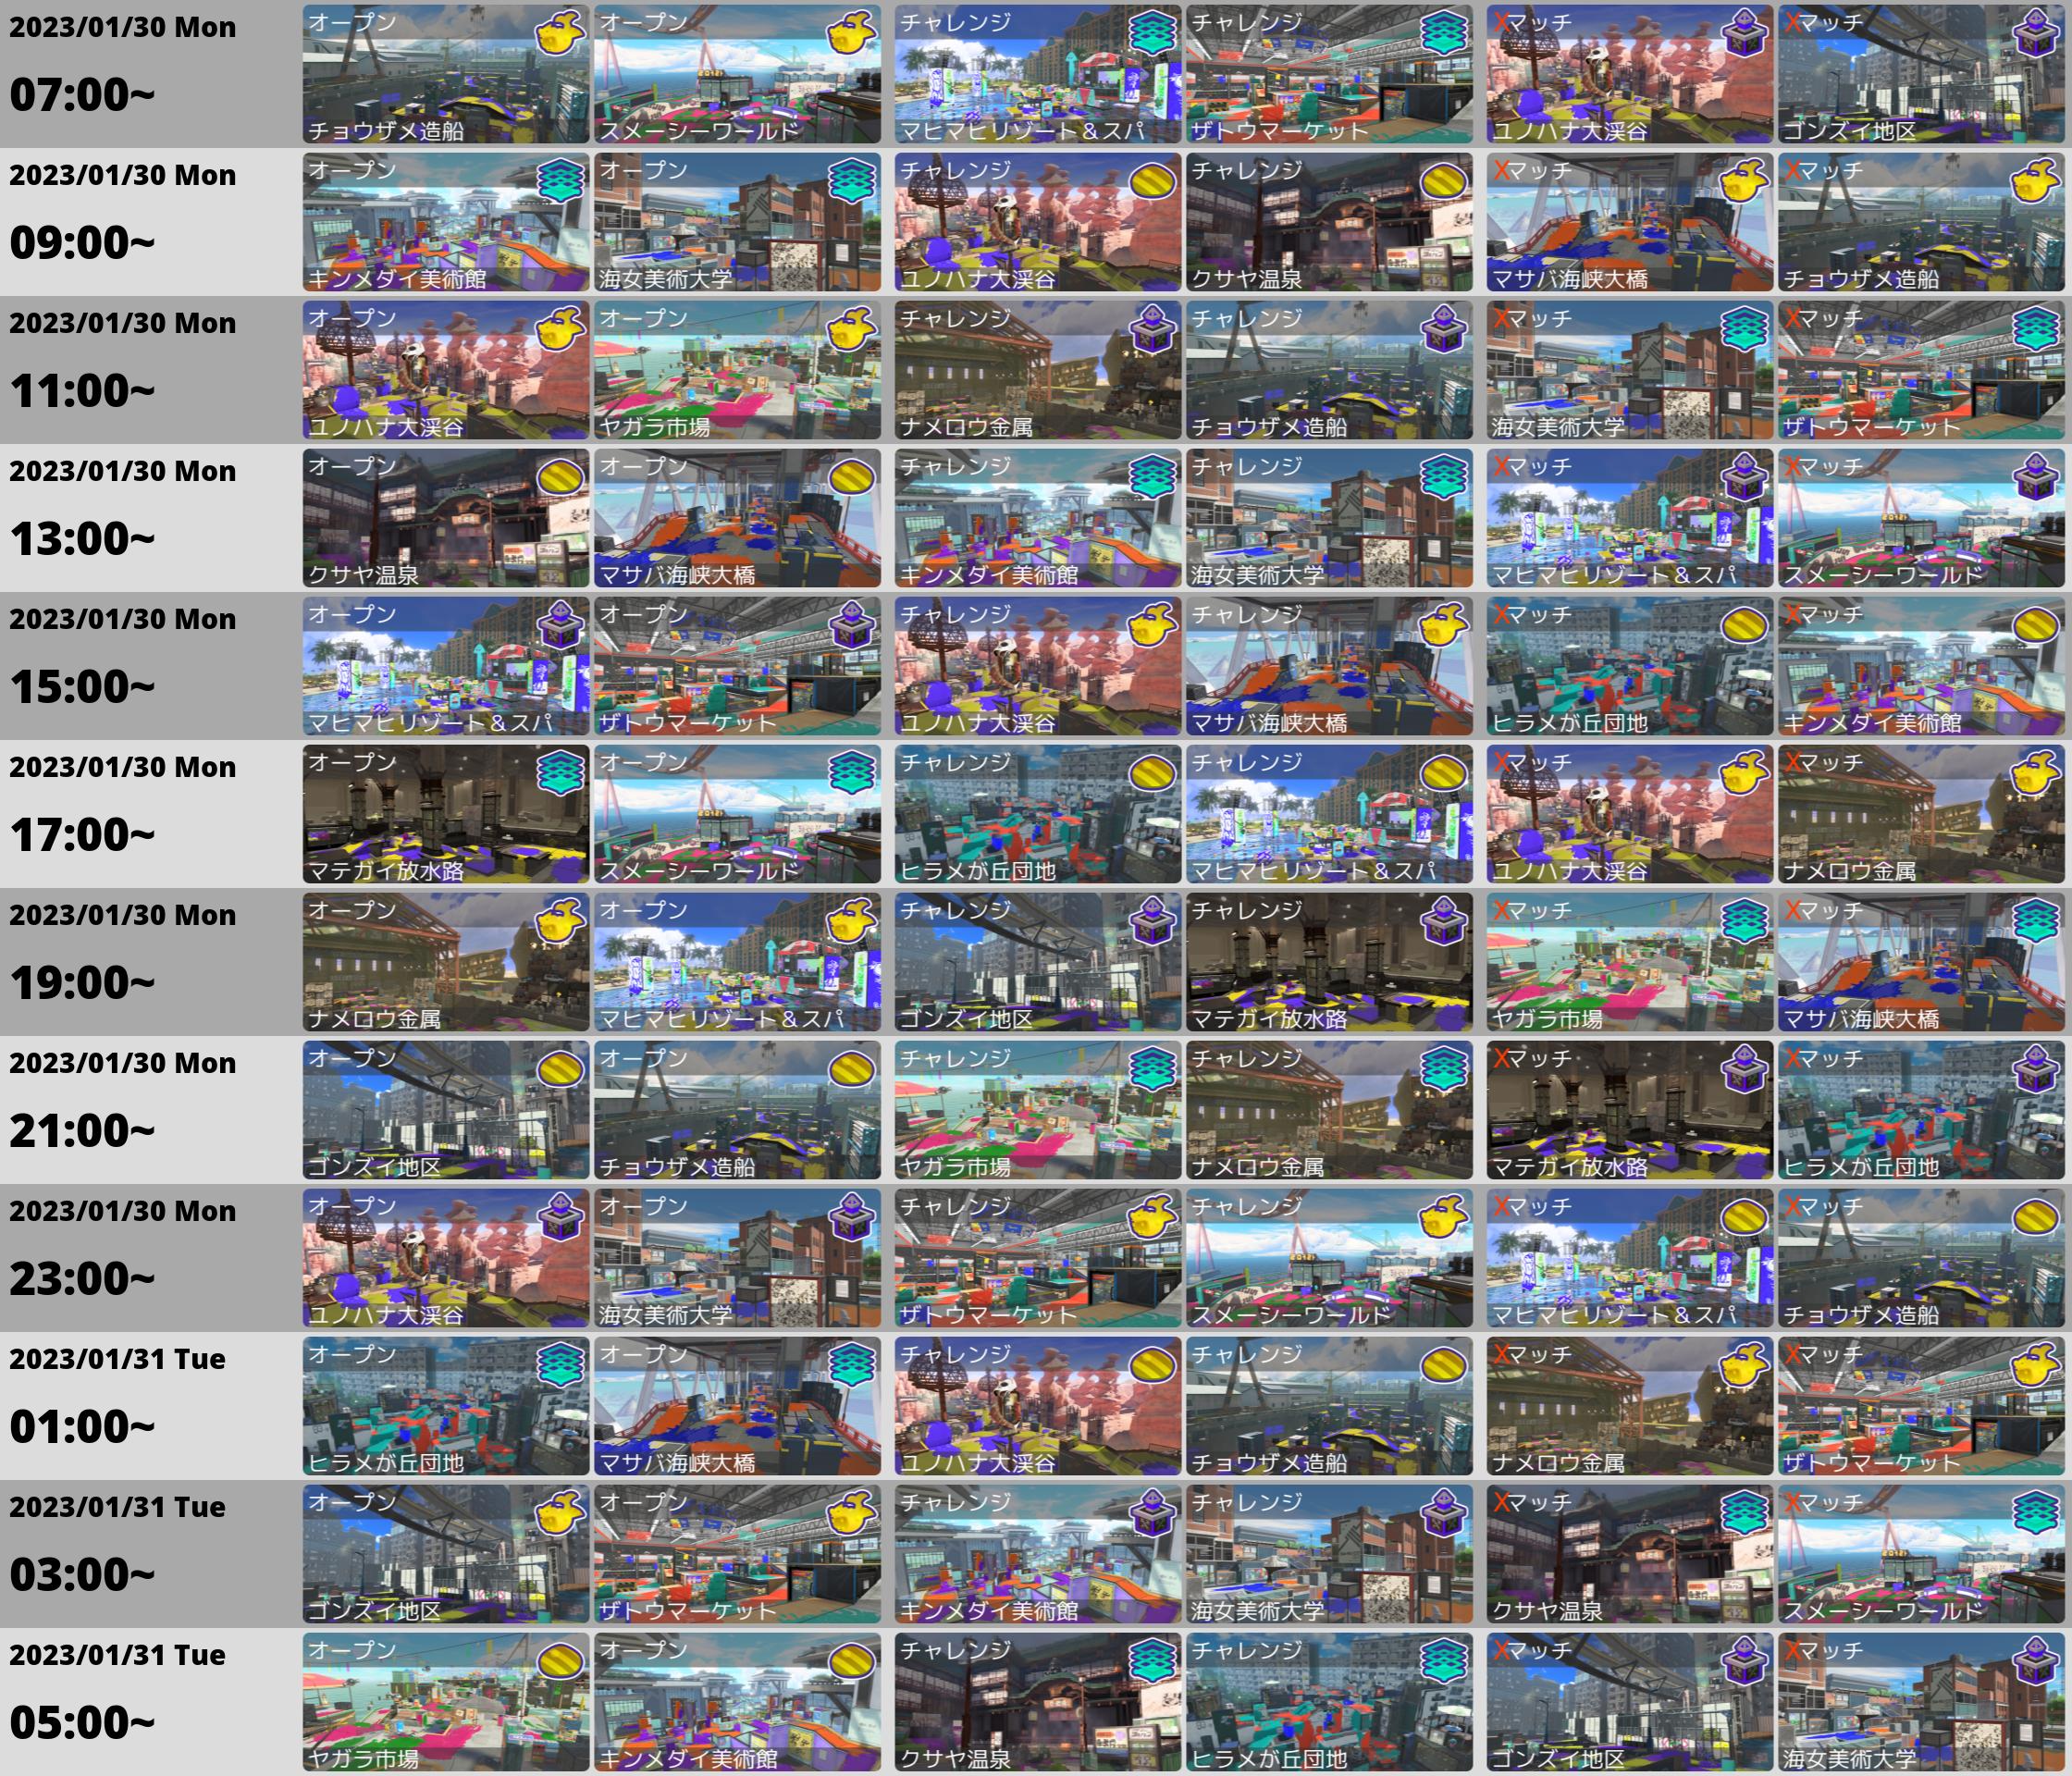 2023/01/30 Mon
07:00~
オープン オープン チャレンジ チャレンジ Xマッチ Xマッチ
チョウザメ造船 スメーシーワールド マヒマヒリゾート&スパ ザトウマーケット ユノハナ大渓谷 ゴンズイ地区
2023/01/30 Mon
09:00~
オープン オープン チャレンジ チャレンジ Xマッチ Xマッチ
キンメダイ美術館 海女美術大学 ユノハナ大渓谷 クサヤ温泉 マサバ海峡大橋 チョウザメ造船
2023/01/30 Mon
11:00~
オープン オープン チャレンジ チャレンジ Xマッチ Xマッチ
ユノハナ大渓谷 ヤガラ市場 ナメロウ金属 チョウザメ造船 海女美術大学 ザトウマーケット
2023/01/30 Mon
13:00~
オープン オープン チャレンジ チャレンジ Xマッチ Xマッチ
クサヤ温泉 マサバ海峡大橋 キンメダイ美術館 海女美術大学 マヒマヒリゾート&スパ スメーシーワールド
2023/01/30 Mon
15:00~
オープン オープン チャレンジ チャレンジ Xマッチ Xマッチ
マヒマヒリゾート&スパ ザトウマーケット ユノハナ大渓谷 マサバ海峡大橋 ヒラメが丘団地 キンメダイ美術館
2023/01/30 Mon
17:00~
オープン オープン チャレンジ チャレンジ Xマッチ Xマッチ
マテガイ放水路 スメーシーワールド ヒラメが丘団地 マヒマヒリゾート&スパ ユノハナ大渓谷 ナメロウ金属
2023/01/30 Mon
19:00~
オープン オープン チャレンジ チャレンジ Xマッチ Xマッチ
ナメロウ金属 マヒマヒリゾート&スパ ゴンズイ地区 マテガイ放水路 ヤガラ市場 マサバ海峡大橋
2023/01/30 Mon
21:00~
オープン オープン チャレンジ チャレンジ Xマッチ Xマッチ
ゴンズイ地区 チョウザメ造船 ヤガラ市場 ナメロウ金属 マテガイ放水路 ヒラメが丘団地
2023/01/30 Mon
23:00~
オープン オープン チャレンジ チャレンジ Xマッチ Xマッチ
ユノハナ大渓谷 海女美術大学 ザトウマーケット スメーシーワールド マヒマヒリゾート&スパ チョウザメ造船
2023/01/31 Tue
01:00~
オープン オープン チャレンジ チャレンジ Xマッチ Xマッチ
ヒラメが丘団地 マサバ海峡大橋 ユノハナ大渓谷 チョウザメ造船 ナメロウ金属 ザトウマーケット
2023/01/31 Tue
03:00~
オープン オープン チャレンジ チャレンジ Xマッチ Xマッチ
ゴンズイ地区 ザトウマーケット キンメダイ美術館 海女美術大学 クサヤ温泉 スメーシーワールド
2023/01/31 Tue
05:00~
オープン オープン チャレンジ チャレンジ Xマッチ Xマッチ
ヤガラ市場 キンメダイ美術館 クサヤ温泉 ヒラメが丘団地 ゴンズイ地区 海女美術大学